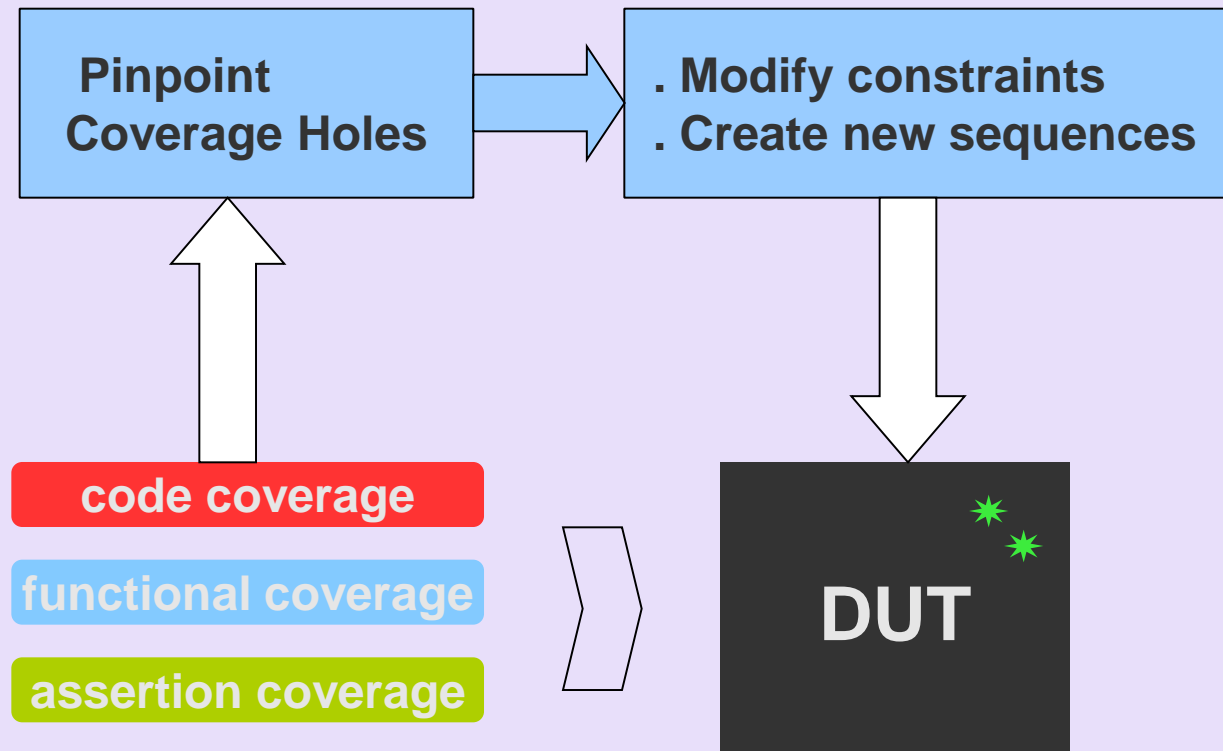 Pinpoint
Coverage Holes
. Modify constraints
. Create new sequences
code coverage
functional coverage
assertion coverage
DUT